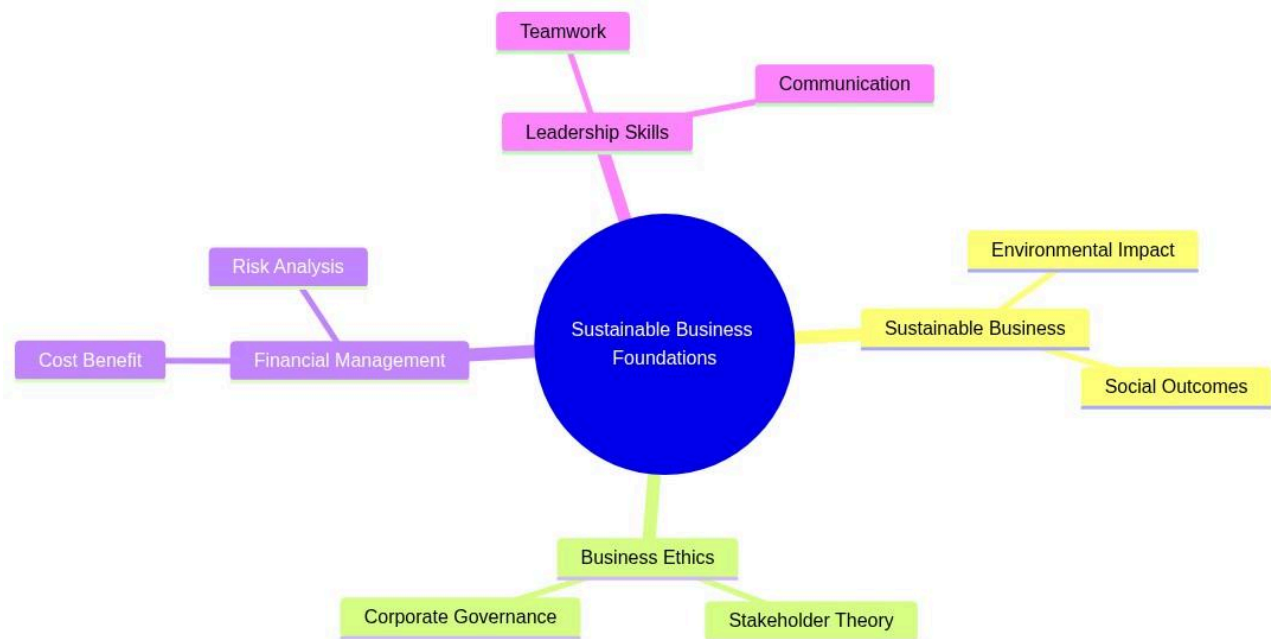 Teamwork
Communication
Leadership Skills
Environmental Impact
Risk Analysis
Sustainable Business
Foundations
Sustainable Business
Cost Benefit
Financial Management
Social Outcomes
Business Ethics
Corporate Governance
Stakeholder Theory